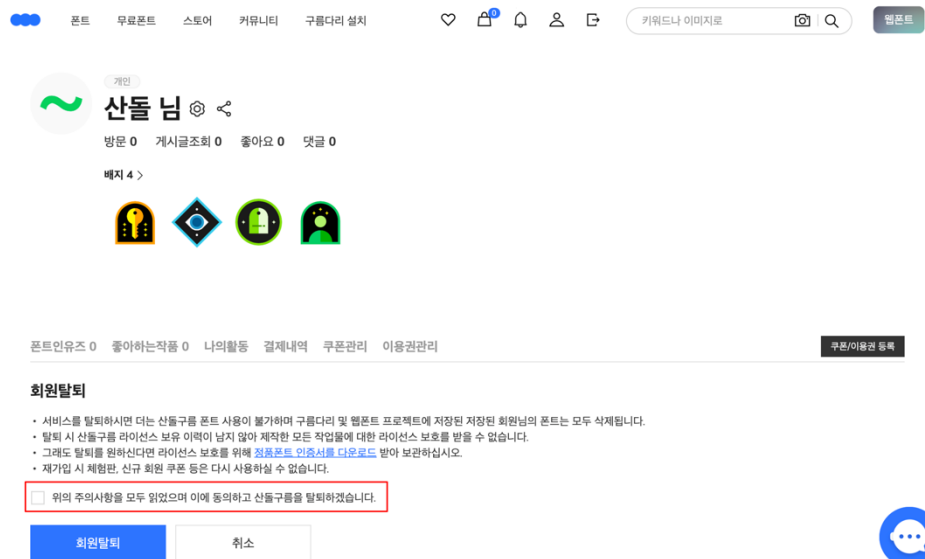 폰트 무료폰트 스토어 커뮤니티 구름다리 설치 0 키워드나 이미지로 웹폰트
개인
산돌 님
방문 0 게시글조회 0 좋아요 0 댓글 0
배지 4 >
폰트인유즈 0 좋아하는작품 0 나의활동 결제내역 쿠폰관리 이용권관리 쿠폰/이용권 등록
회원탈퇴
• 서비스를 탈퇴하시면 더는 산돌구름 폰트 사용이 불가하며 구름다리 및 웹폰트 프로젝트에 저장된 저장된 회원님의 폰트는 모두 삭제됩니다.
• 탈퇴 시 산돌구름 라이선스 보유 이력이 남지 않아 제작한 모든 작업물에 대한 라이선스 보호를 받을 수 없습니다.
• 그래도 탈퇴를 원하신다면 라이선스 보호를 위해 정품폰트 인증서를 다운로드 받아 보관하십시오.
• 재가입 시 체험판, 신규 회원 쿠폰 등은 다시 사용하실 수 없습니다.
위의 주의사항을 모두 읽었으며 이에 동의하고 산돌구름을 탈퇴하겠습니다.
회원탈퇴 취소